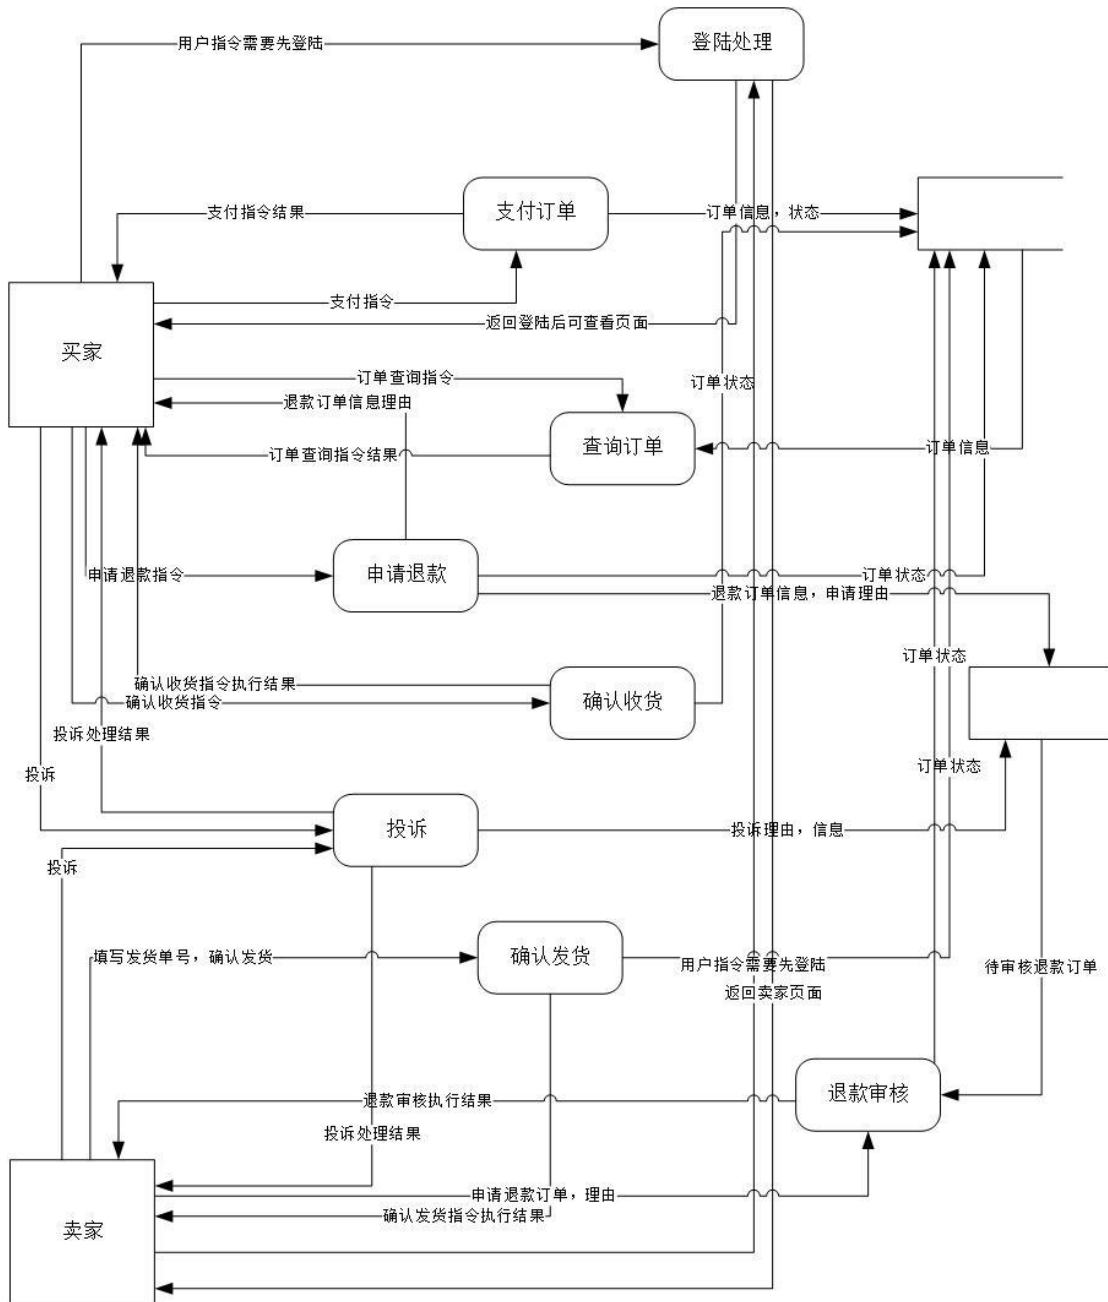 用户指令需要先登陆
登陆处理
支付指令结果
支付订单
订单信息，状态
支付指令
返回登陆后可查看页面
买家
订单查询指令
订单状态
退款订单信息理由
订单查询指令结果
查询订单
订单信息
申请退款指令
申请退款
订单状态
退款订单信息，申请理由
订单状态
确认收货指令执行结果
确认收货指令
确认收货
投诉处理结果
投诉
订单状态
投诉
投诉理由，信息
投诉
填写发货单号，确认发货
确认发货
用户指令需要先登陆
待审核退款订单
返回卖家页面
退款审核执行结果
退款审核
投诉处理结果
申请退款订单，理由
确认发货指令执行结果
卖家